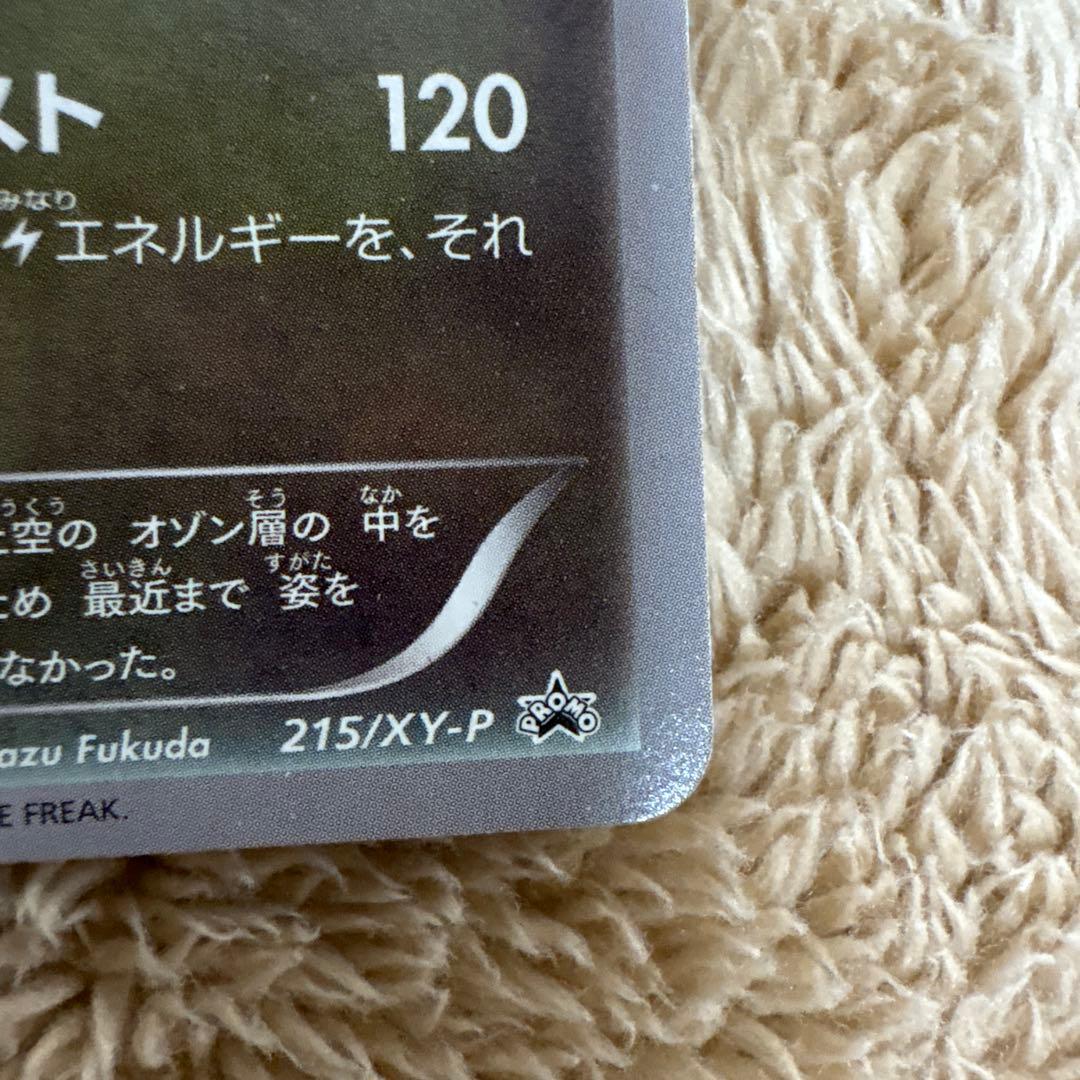 スト 120
みなり
エネルギーを、それ
うくう そう なか
空の オゾン層の 中を
さいきん すがた
ため 最近まで 姿を
なかった。
azu Fukuda 215/XY-P PROMO
E FREAK.